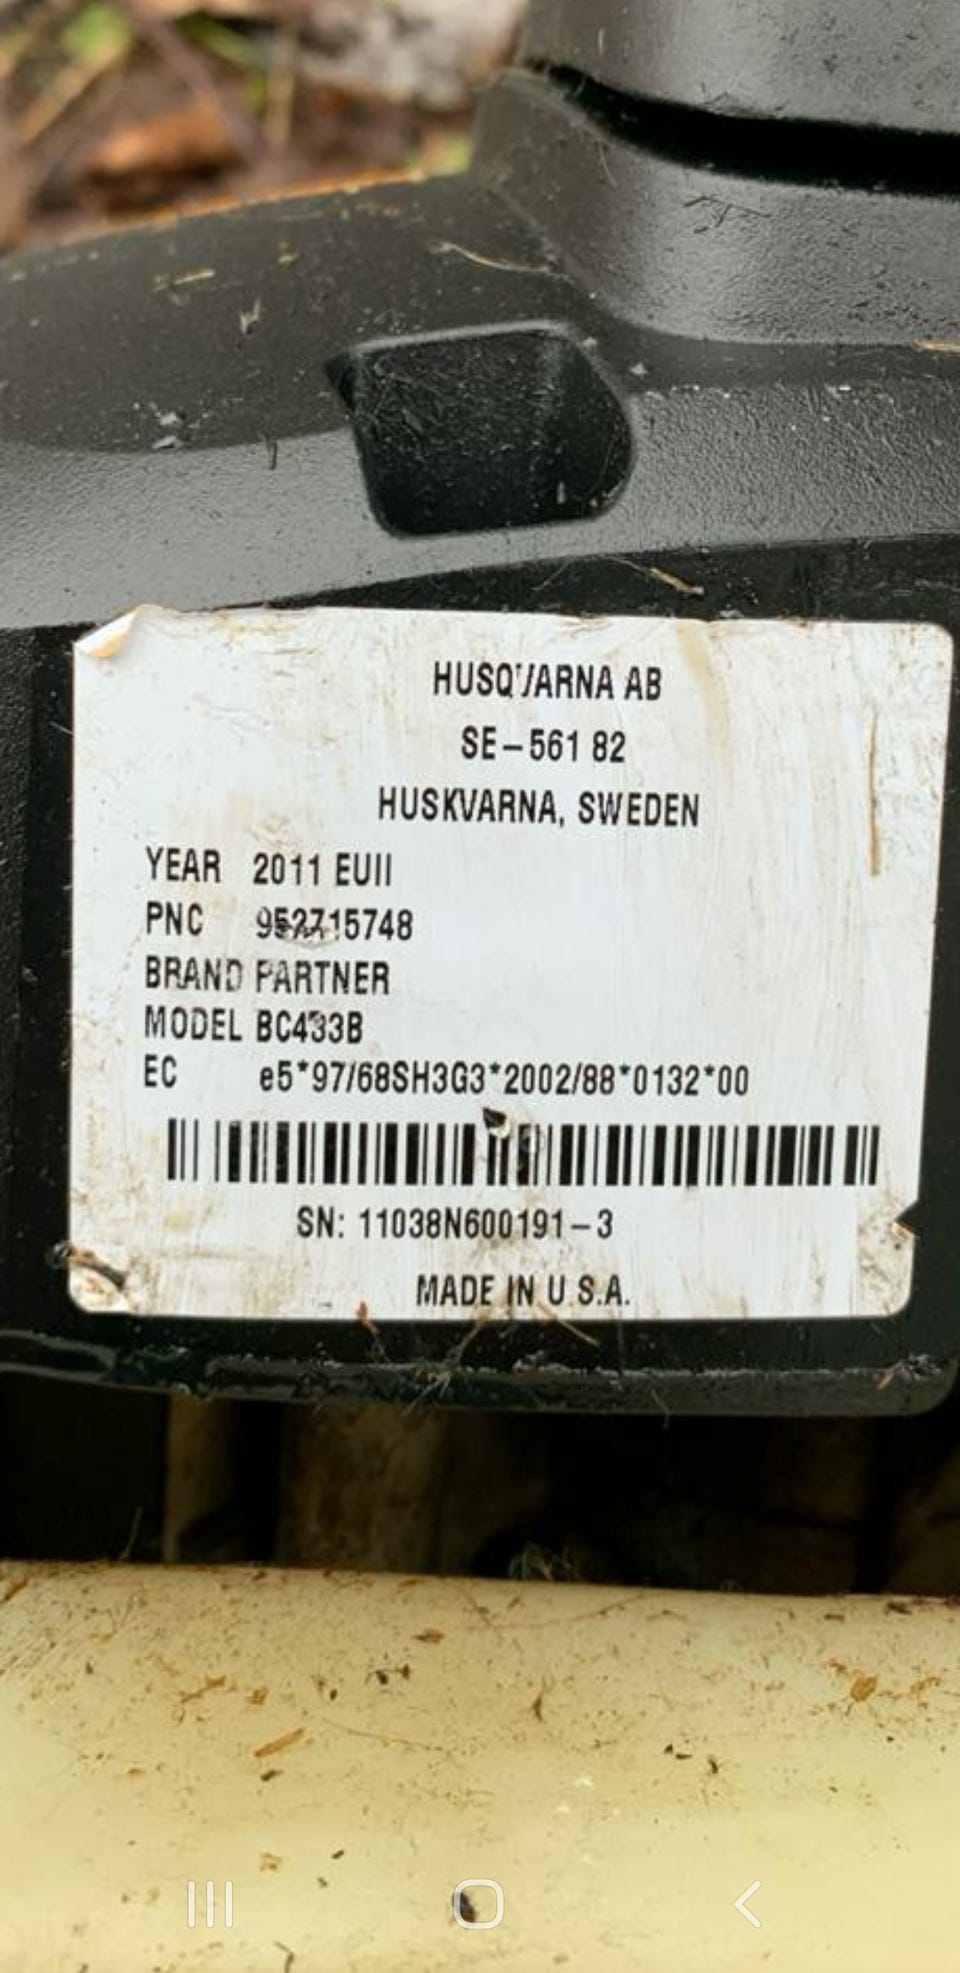 HUSQVARNA AB
SE-561 82
HUSKVARNA, SWEDEN
YEAR 2011 EUII
PNC 952715748
BRAND PARTNER
MODEL BC433B
EC e5*97/68SH3G3*2002/88*0132*00
SN: 11038N600191-3
MADE IN U.S.A.